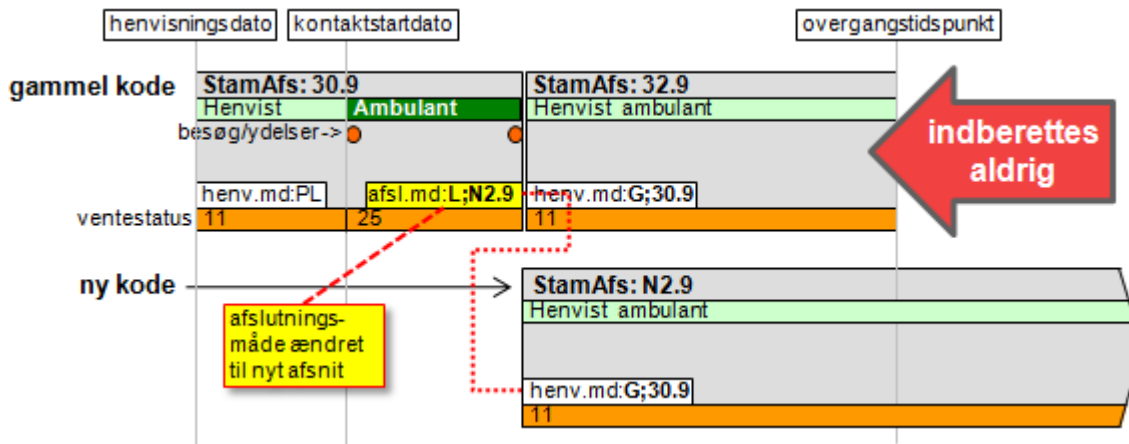 henvisningsdato
kontaktstartdato
overgangstidspunkt
gammel kode
StamAfs: 30.9
StamAfs: 32.9
Henvist
Ambulant
Henvist ambulant
besøg/ydelser->
indberettes
aldrig
henv.md:PL
afsl.md:L;N2.9
henv.md:G;30.9
ventestatus
11
25
11
ny kode
StamAfs: N2.9
Henvist ambulant
afslutnings-
måde ændret
til nyt afsnit
henv.md:G;30.9
11